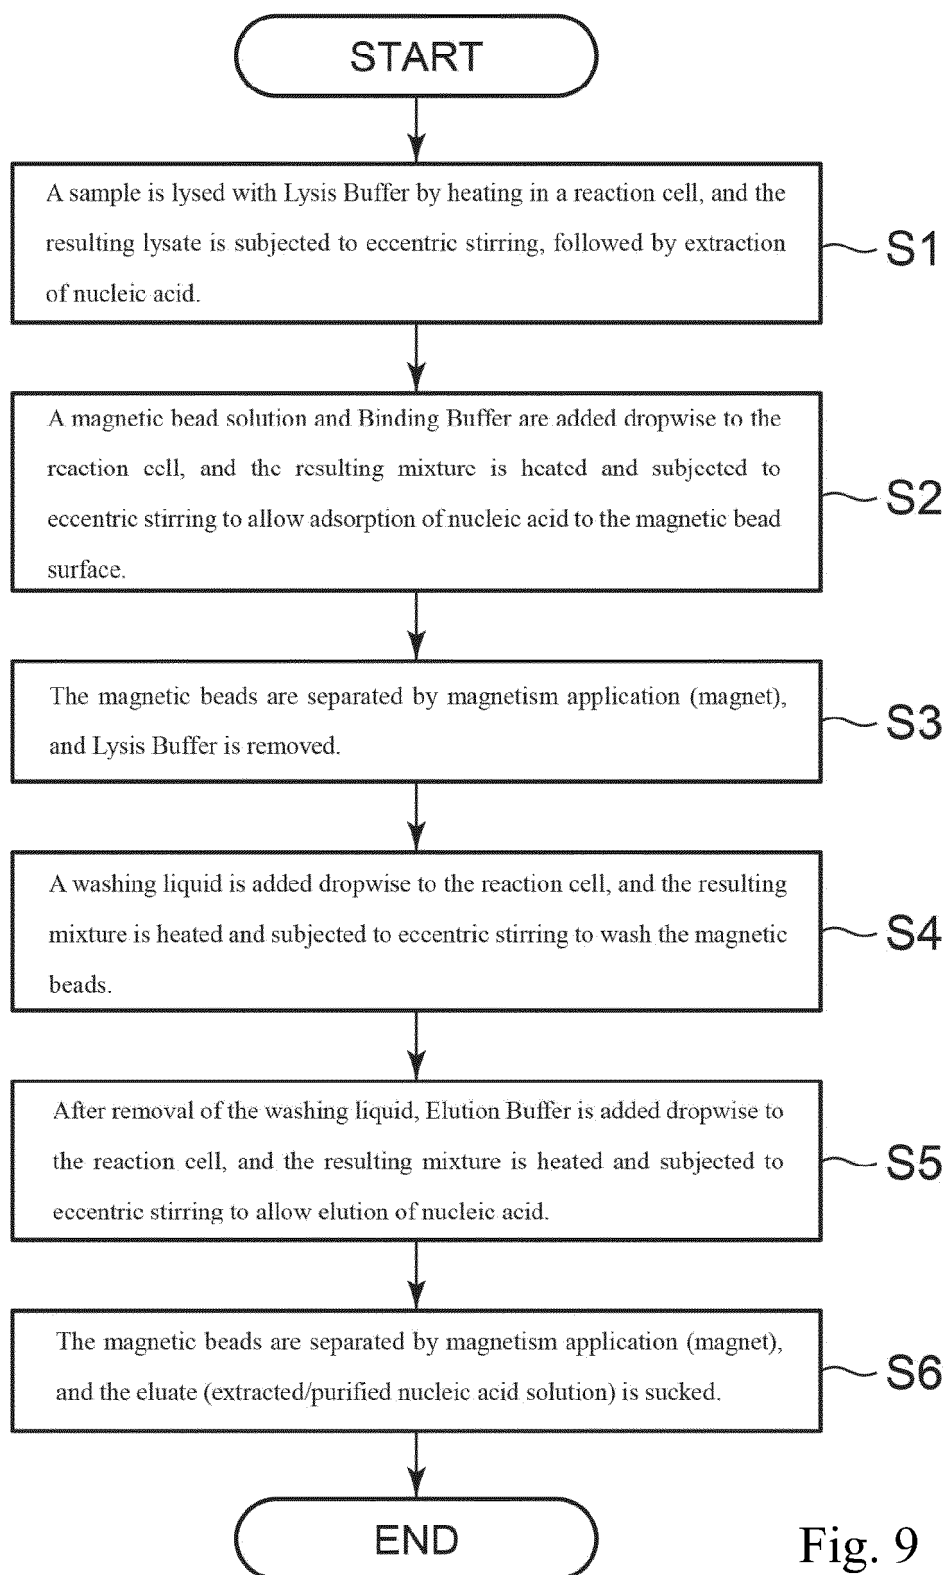 START
A sample is lysed with Lysis Buffer by heating in a reaction cell, and the
resulting lysate is subjected to eccentric stirring, followed by extraction
of nucleic acid.
S1
A magnetic bead solution and Binding Buffer are added dropwise to the
reaction cell, and the resulting mixture is heated and subjected to
eccentric stirring to allow adsorption of nucleic acid to the magnetic bead
surface.
S2
The magnetic beads are separated by magnetism application (magnet),
and Lysis Buffer is removed.
S3
A washing liquid is added dropwise to the reaction cell, and the resulting
mixture is heated and subjected to eccentric stirring to wash the magnetic
beads.
S4
After removal of the washing liquid, Elution Buffer is added dropwise to
the reaction cell, and the resulting mixture is heated and subjected to
eccentric stirring to allow elution of nucleic acid.
S5
The magnetic beads are separated by magnetism application (magnet),
and the eluate (extracted/purified nucleic acid solution) is sucked.
S6
END
Fig. 9